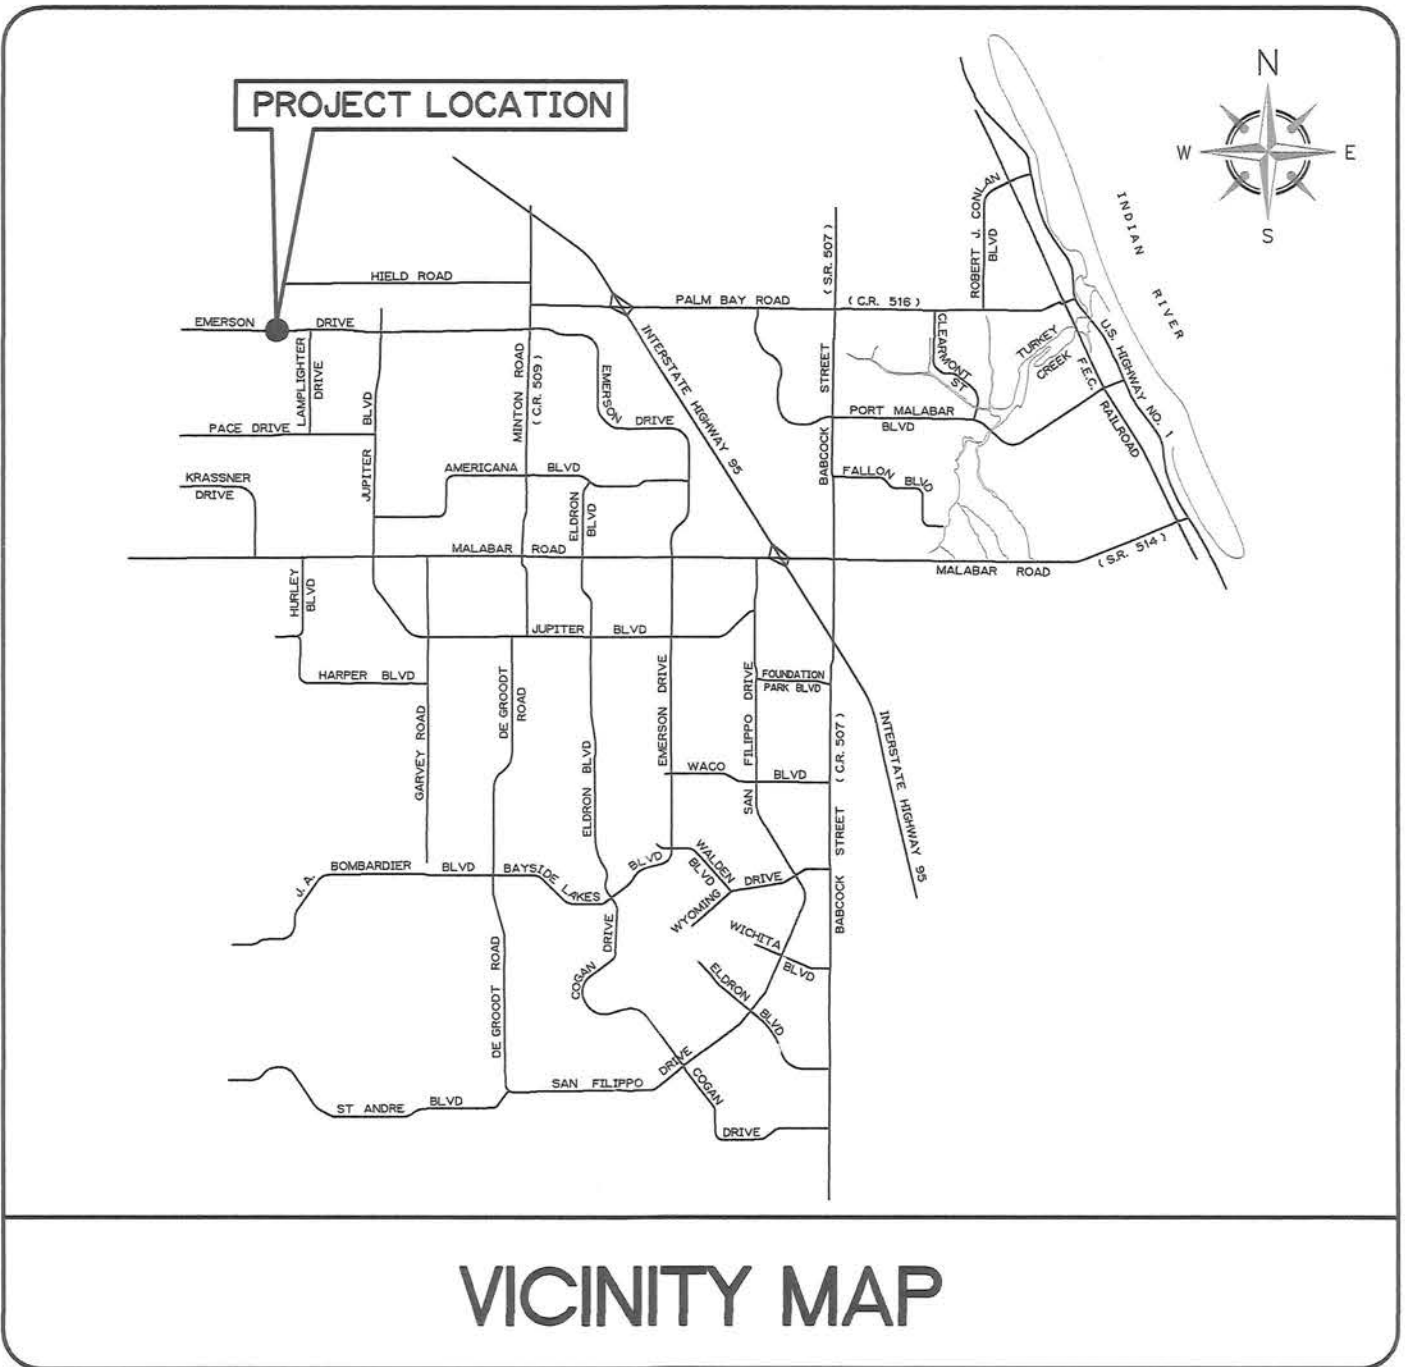 PROJECT LOCATION
N
W
E
S
HIELD ROAD
EMERSON DRIVE
LAMPLIGHTER
DRIVE
PACE DRIVE
KRASSNER
DRIVE
JUPITER BLVD
MINTON ROAD
( C.R. 509 )
EMERSON DRIVE
AMERICANA BLVD
ELDRON
BLVD
INTERSTATE HIGHWAY 95
PALM BAY ROAD ( C.R. 516 )
( S.R. 507 )
BABCOCK STREET
CLEARMONT
ST
TURKEY
CREEK
ROBERT J. CONLAN
BLVD
INDIAN RIVER
U.S. HIGHWAY NO. 1
F.E.C. RAILROAD
PORT MALABAR
BLVD
FALLON BLVD
MALABAR ROAD
MALABAR ROAD
( S.R. 514 )
HURLEY
BLVD
JUPITER BLVD
HARPER BLVD
GARVEY ROAD
DE GROODT
ROAD
ELDRON BLVD
EMERSON DRIVE
SAN FILIPPO DRIVE
FOUNDATION
PARK BLVD
WACO BLVD
BABCOCK STREET ( C.R. 507 )
INTERSTATE HIGHWAY 95
J. A. BOMBARDIER BLVD
BAYSIDE LAKES BLVD
WALDEN
BLVD
WYOMING DRIVE
WICHITA BLVD
ELDRON BLVD
COGAN DRIVE
DE GROODT ROAD
SAN FILIPPO DRIVE
COGAN DRIVE
ST ANDRE BLVD
VICINITY MAP